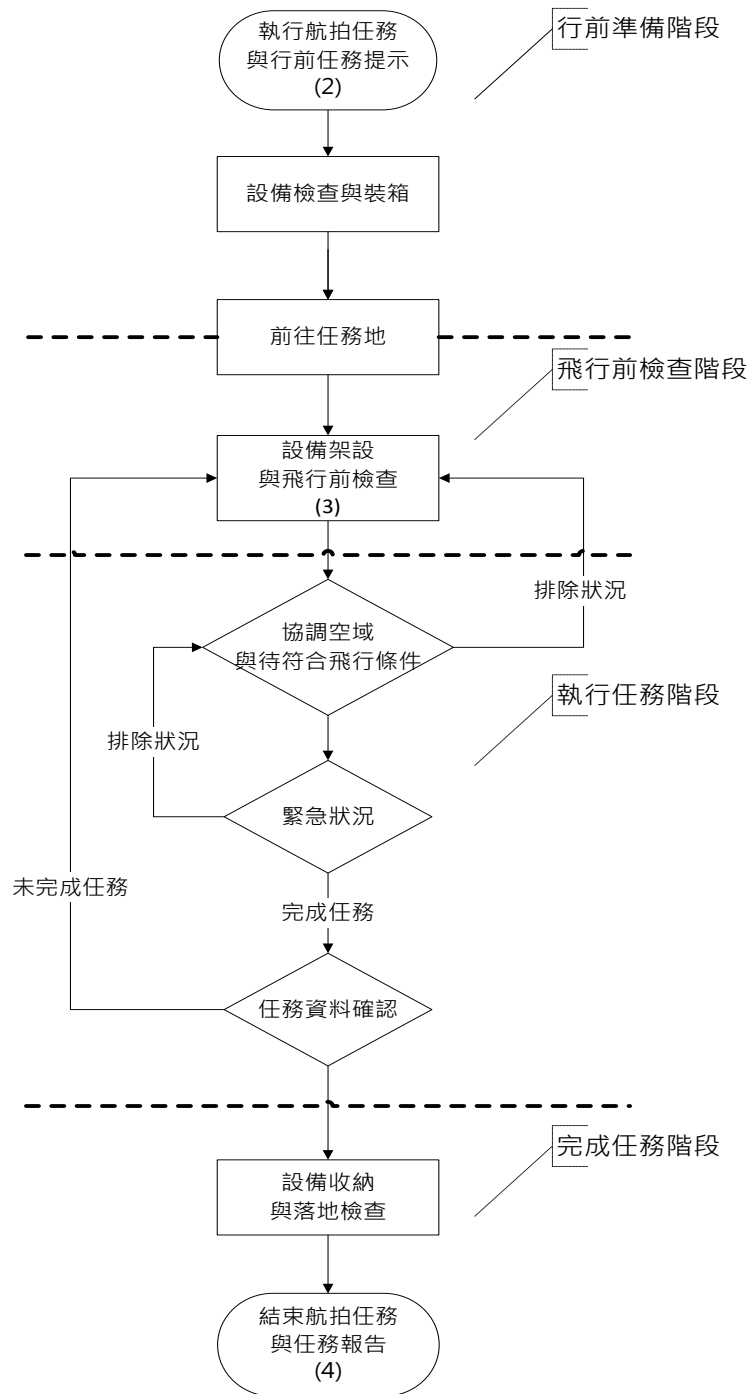 執行航拍任務
與行前任務提示
(2)
行前準備階段
設備檢查與裝箱
前往任務地
飛行前檢查階段
設備架設
與飛行前檢查
(3)
排除狀況
協調空域
與待符合飛行條件
執行任務階段
排除狀況
緊急狀況
未完成任務
完成任務
任務資料確認
完成任務階段
設備收納
與落地檢查
結束航拍任務
與任務報告
(4)